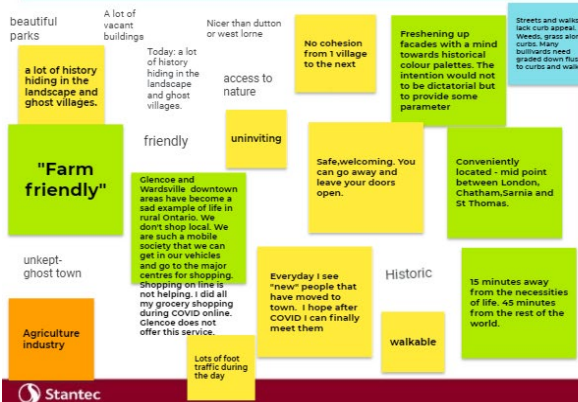 beautiful
parks
A lot of
vacant
buildings
Nicer than dutton
or west lorne
No cohesion
from 1 village
to the next
Freshening up
facades with a mind
towards historical
colour palettes. The
intention would not
to be dictatorial but
to provide some
parameter
Streets and walks
lack curb appeal.
Weeds, grass alon
curbs. Many
bullivards need
graded down flus
to curbs and walk
a lot of history
hiding in the
landscape and
ghost villages.
Today: a lot
of history
hiding in the
landscape
and ghost
villages.
access to
nature
"Farm
friendly"
friendly
uninviting
Safe,welcoming. You
can go away and
leave your doors
open.
Conveniently
located - mid point
between London,
Chatham,Sarnia and
St Thomas.
Glencoe and
Wardsville downtown
areas have become a
sad example of life in
rural Ontario. We
don't shop local. We
are such a mobile
society that we can
get in our vehicles
and go to the major
centres for shopping.
Shopping on line is
not helping. I did all
my grocery shopping
during COVID online.
Glencoe does not
offer this service.
unkept-
ghost town
Everyday I see
"new" people that
have moved to
town. I hope after
COVID I can finally
meet them
Historic
15 minutes away
from the necessities
of life. 45 minutes
from the rest of the
world.
Agriculture
industry
walkable
Lots of foot
traffic during
the day
Stantec